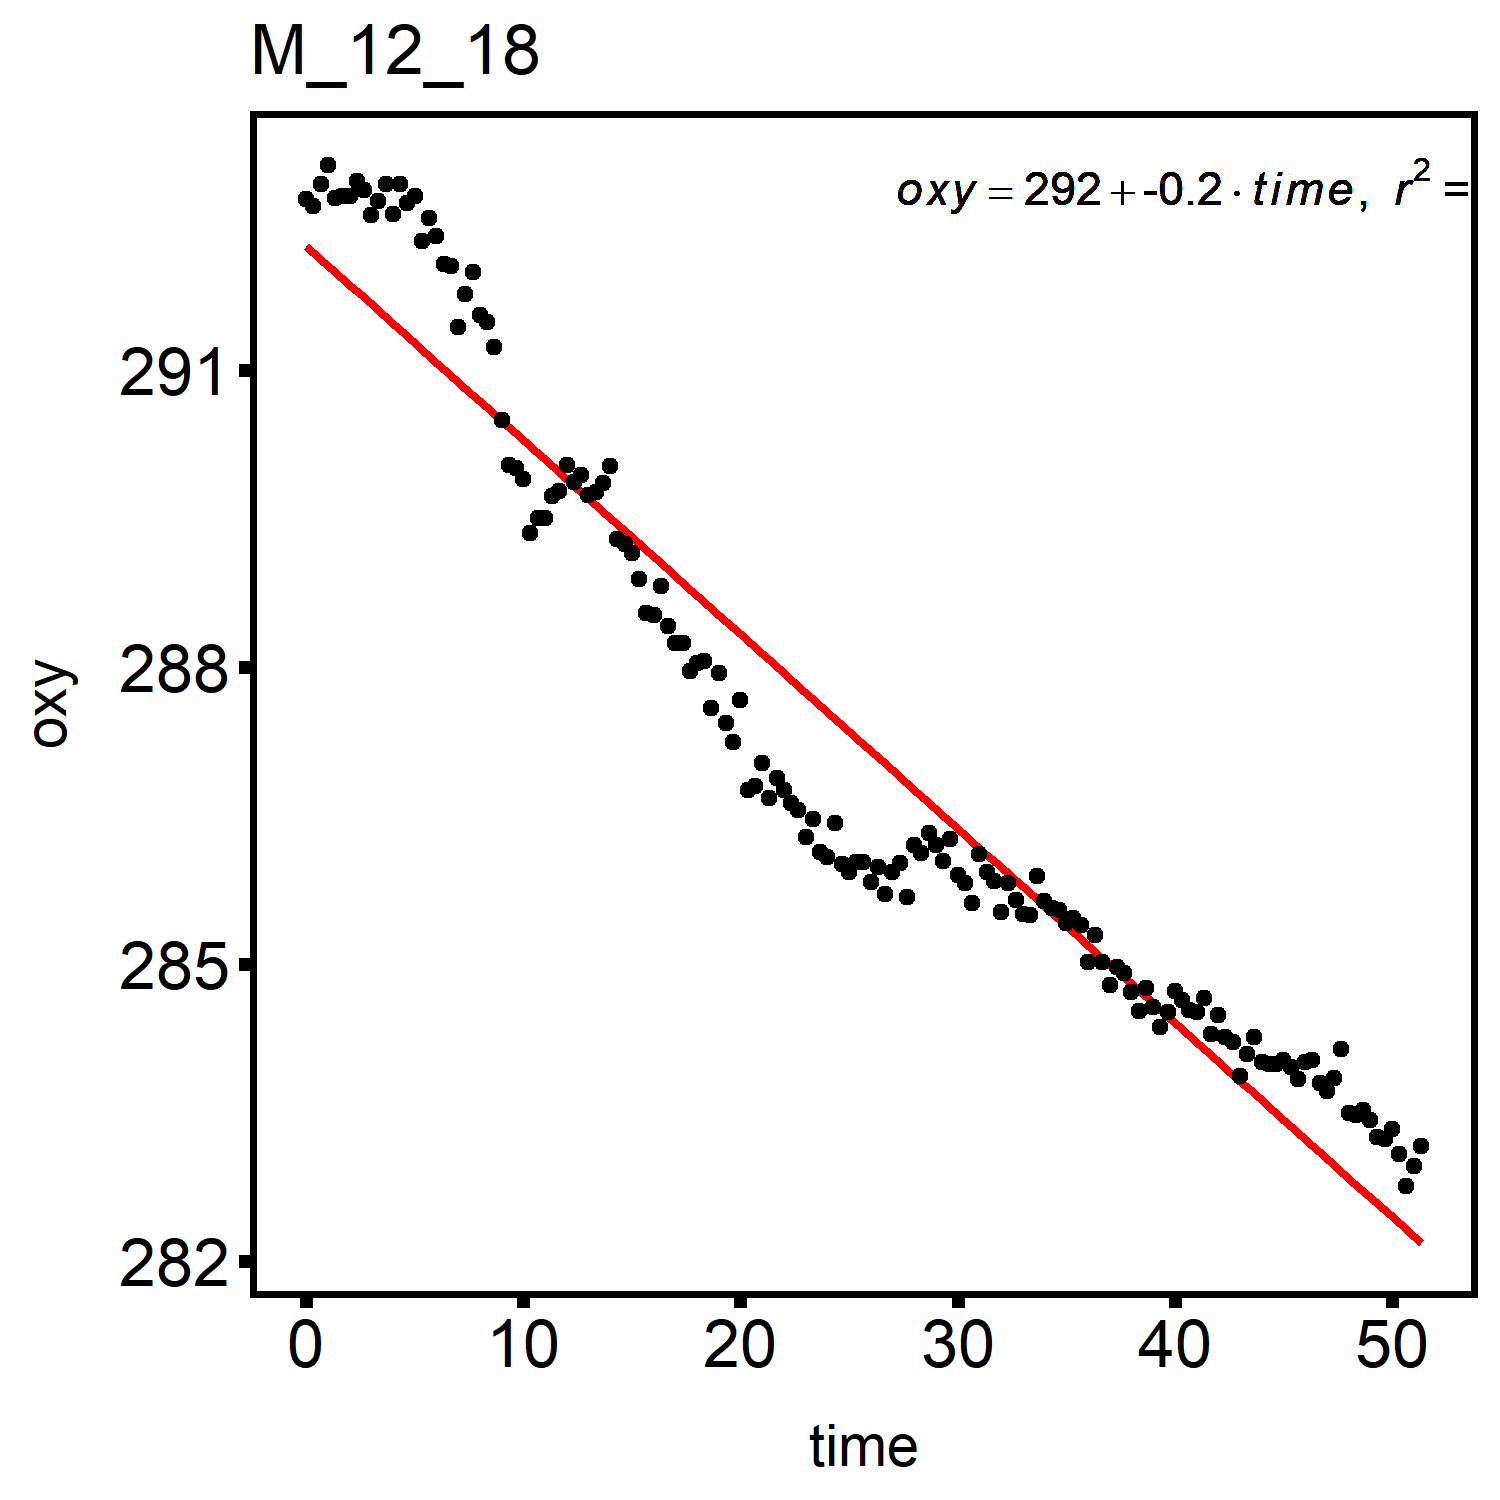 M_12_18
oxy = 292 + -0.2 · time, r² =
291
288
285
282
oxy
0 10 20 30 40 50
time